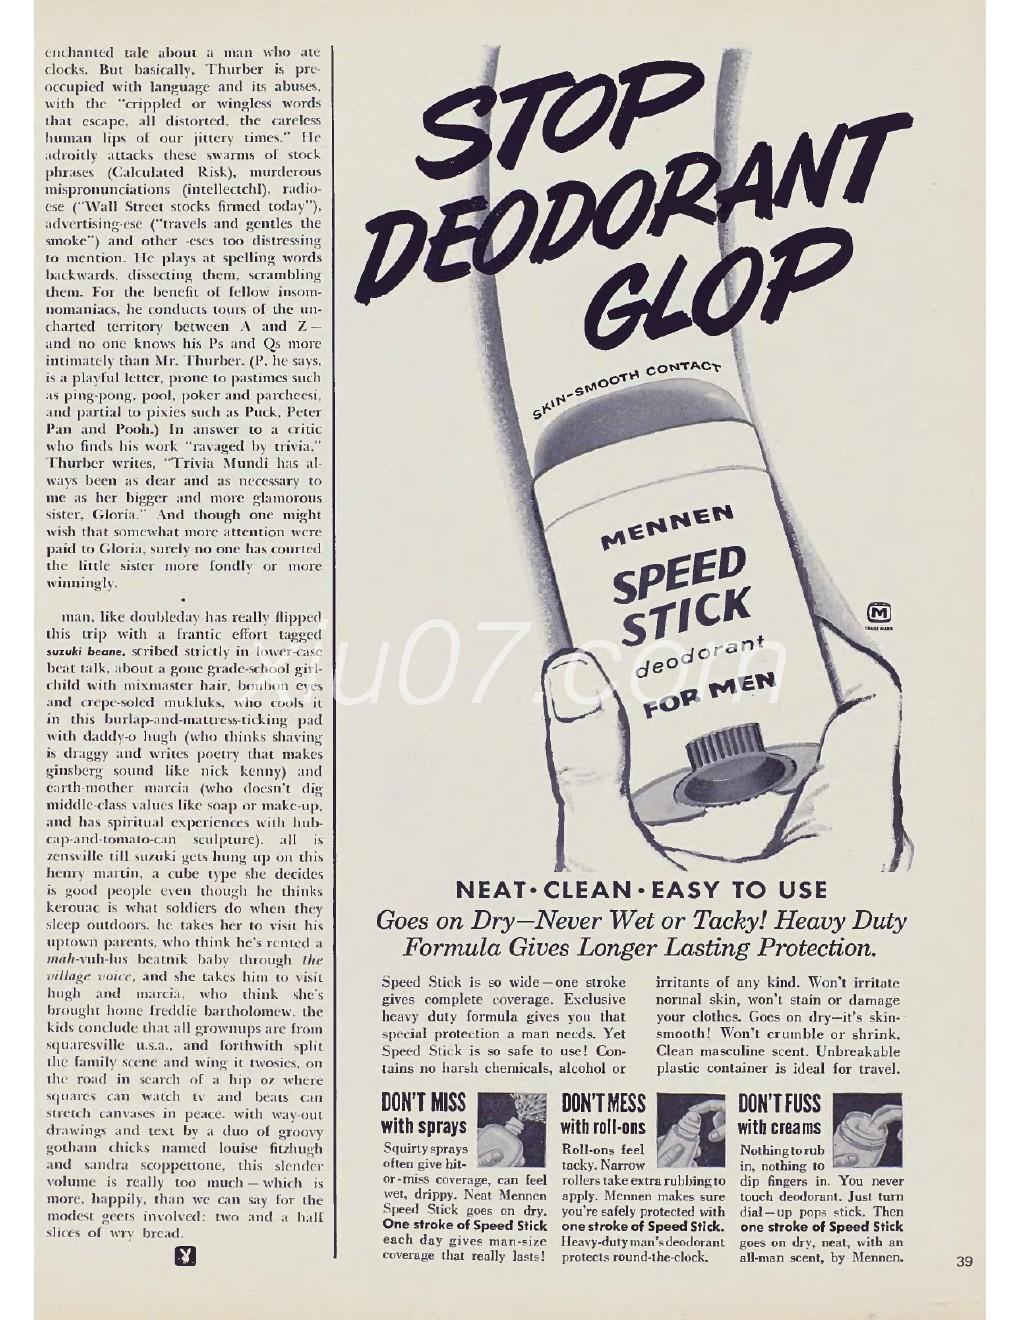 enchanted tale about a man who ate
clocks. But basically, Thurber is pre-
occupied with language and its abuses,
with the "crippled or wingless words
that escape, all distorted, the careless
human lips of our jittery times." He
adroitly attacks these swarms of stock
phrases (Calculated Risk), murderous
mispronunciations (intellectchl), radio-
ese ("Wall Street stocks firmed today"),
advertising-ese ("travels and gentles the
smoke") and other -eses too distressing
to mention. He plays at spelling words
backwards, dissecting them, scrambling
them. For the benefit of fellow insom-
nomaniacs, he conducts tours of the un-
charted territory between A and Z—
and no one knows his Ps and Qs more
intimately than Mr. Thurber. (P, he says,
is a playful letter, prone to pastimes such
as ping-pong, pool, poker and parcheesi,
and partial to pixies such as Puck, Peter
Pan and Pooh.) In answer to a critic
who finds his work "ravaged by trivia,"
Thurber writes, "Trivia Mundi has al-
ways been as dear and as necessary to
me as her bigger and more glamorous
sister, Gloria." And though one might
wish that somewhat more attention were
paid to Gloria, surely no one has courted
the little sister more fondly or more
winningly.
•
man, like doubleday has really flipped
this trip with a frantic effort tagged
suzuki beane. scribed strictly in lower-case
beat talk, about a gone grade-school girl-
child with mixmaster hair, bonbon eyes
and crepe-soled mukluks, who cools it
in this burlap-and-mattress-ticking pad
with daddy-o hugh (who thinks shaving
is draggy and writes poetry that makes
ginsberg sound like nick kenny) and
earth-mother marcia (who doesn't dig
middle-class values like soap or make-up,
and has spiritual experiences with hub-
cap-and-tomato-can sculpture). all is
zensville till suzuki gets hung up on this
henry martin, a cube type she decides
is good people even though he thinks
kerouac is what soldiers do when they
sleep outdoors. he takes her to visit his
uptown parents, who think he's rented a
mah-vuh-lus beatnik baby through the
village voice, and she takes him to visit
hugh and marcia, who think she's
brought home freddie bartholomew. the
kids conclude that all grownups are from
squaresville u.s.a., and forthwith split
the family scene and wing it twosies, on
the road in search of a hip oz where
squares can watch tv and beats can
stretch canvases in peace. with way-out
drawings and text by a duo of groovy
gotham chicks named louise fitzhugh
and sandra scoppettone, this slender
volume is really too much—which is
more, happily, than we can say for the
modest geets involved: two and a half
slices of wry bread.
STOP
DEODORANT
GLOP
SKIN-SMOOTH CONTACT
MENNEN
SPEED
STICK
deodorant
FOR MEN
M
TRADE MARK
xiu07.com
NEAT•CLEAN•EASY TO USE
Goes on Dry—Never Wet or Tacky! Heavy Duty
Formula Gives Longer Lasting Protection.
Speed Stick is so wide—one stroke
gives complete coverage. Exclusive
heavy duty formula gives you that
special protection a man needs. Yet
Speed Stick is so safe to use! Con-
tains no harsh chemicals, alcohol or
irritants of any kind. Won't irritate
normal skin, won't stain or damage
your clothes. Goes on dry—it's skin-
smooth! Won't crumble or shrink.
Clean masculine scent. Unbreakable
plastic container is ideal for travel.
DON'T MISS
with sprays
Squirty sprays
often give hit-
or-miss coverage, can feel
wet, drippy. Neat Mennen
Speed Stick goes on dry.
One stroke of Speed Stick
each day gives man-size
coverage that really lasts!
DON'T MESS
with roll-ons
Roll-ons feel
tacky. Narrow
rollers take extra rubbing to
apply. Mennen makes sure
you're safely protected with
one stroke of Speed Stick.
Heavy-duty man's deodorant
protects round-the-clock.
DON'T FUSS
with creams
Nothing to rub
in, nothing to
dip fingers in. You never
touch deodorant. Just turn
dial—up pops stick. Then
one stroke of Speed Stick
goes on dry, neat, with an
all-man scent, by Mennen.
39